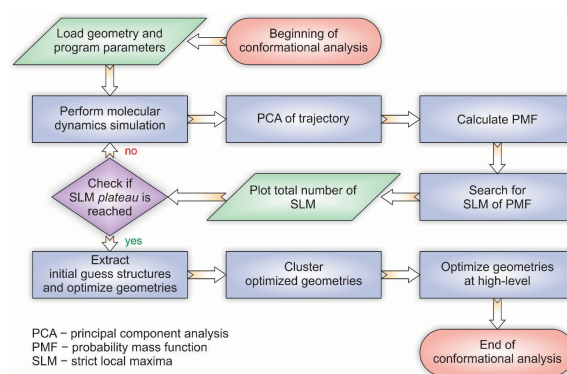 Load geometry and
program parameters
Beginning of
conformational analysis
Perform molecular
dynamics simulation
PCA of trajectory
Calculate PMF
no
Check if
SLM plateau is
reached
Plot total number of
SLM
Search for
SLM of PMF
yes
Extract
initial guess structures
and optimize geometries
Cluster
optimized geometries
Optimize geometries
at high-level
PCA – principal component analysis
PMF – probability mass function
SLM – strict local maxima
End of
conformational analysis